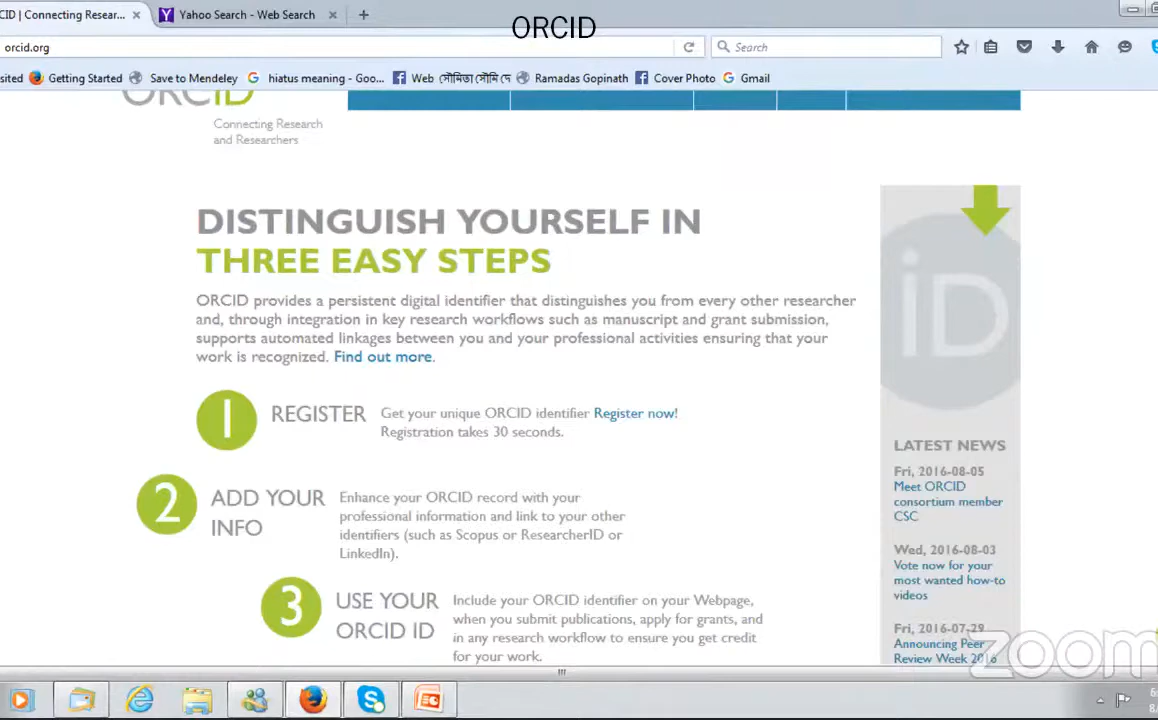 ORCID
CID | Connecting Resear...
Yahoo Search - Web Search
orcid.org
Search
sited
Getting Started
Save to Mendeley
hiatus meaning - Goo...
Web
সৌমিতা সৌমি দে
Ramadas Gopinath
Cover Photo
Gmail
ORCID
Connecting Research
and Researchers
DISTINGUISH YOURSELF IN
THREE EASY STEPS
ORCID provides a persistent digital identifier that distinguishes you from every other researcher
and, through integration in key research workflows such as manuscript and grant submission,
supports automated linkages between you and your professional activities ensuring that your
work is recognized. Find out more.
1
REGISTER
Get your unique ORCID identifier Register now!
Registration takes 30 seconds.
2
ADD YOUR
INFO
Enhance your ORCID record with your
professional information and link to your other
identifiers (such as Scopus or ResearcherID or
LinkedIn).
3
USE YOUR
ORCID ID
Include your ORCID identifier on your Webpage,
when you submit publications, apply for grants, and
in any research workflow to ensure you get credit
for your work.
iD
LATEST NEWS
Fri, 2016-08-05
Meet ORCID
consortium member
CSC
Wed, 2016-08-03
Vote now for your
most wanted how-to
videos
Fri, 2016-07-29
Announcing Peer
Review Week 2016
zoom